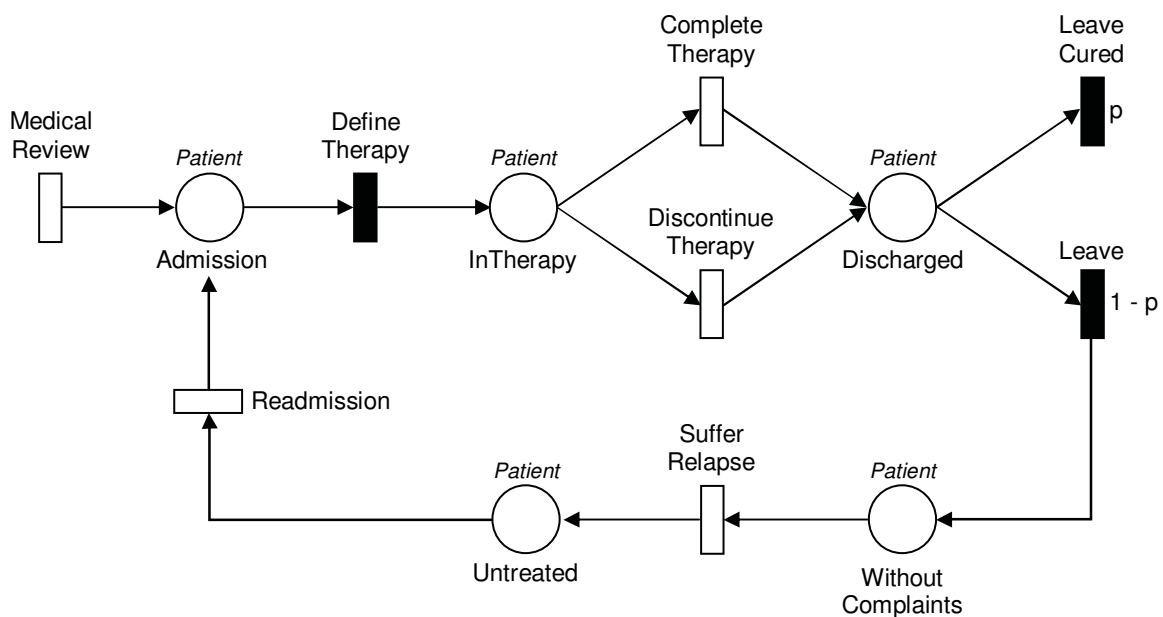 Complete
Therapy
Leave
Cured
p
Medical
Review
Define
Therapy
Patient
Patient
Patient
Admission
InTherapy
Discontinue
Therapy
Discharged
Leave
1 - p
Readmission
Suffer
Relapse
Patient
Patient
Untreated
Without
Complaints